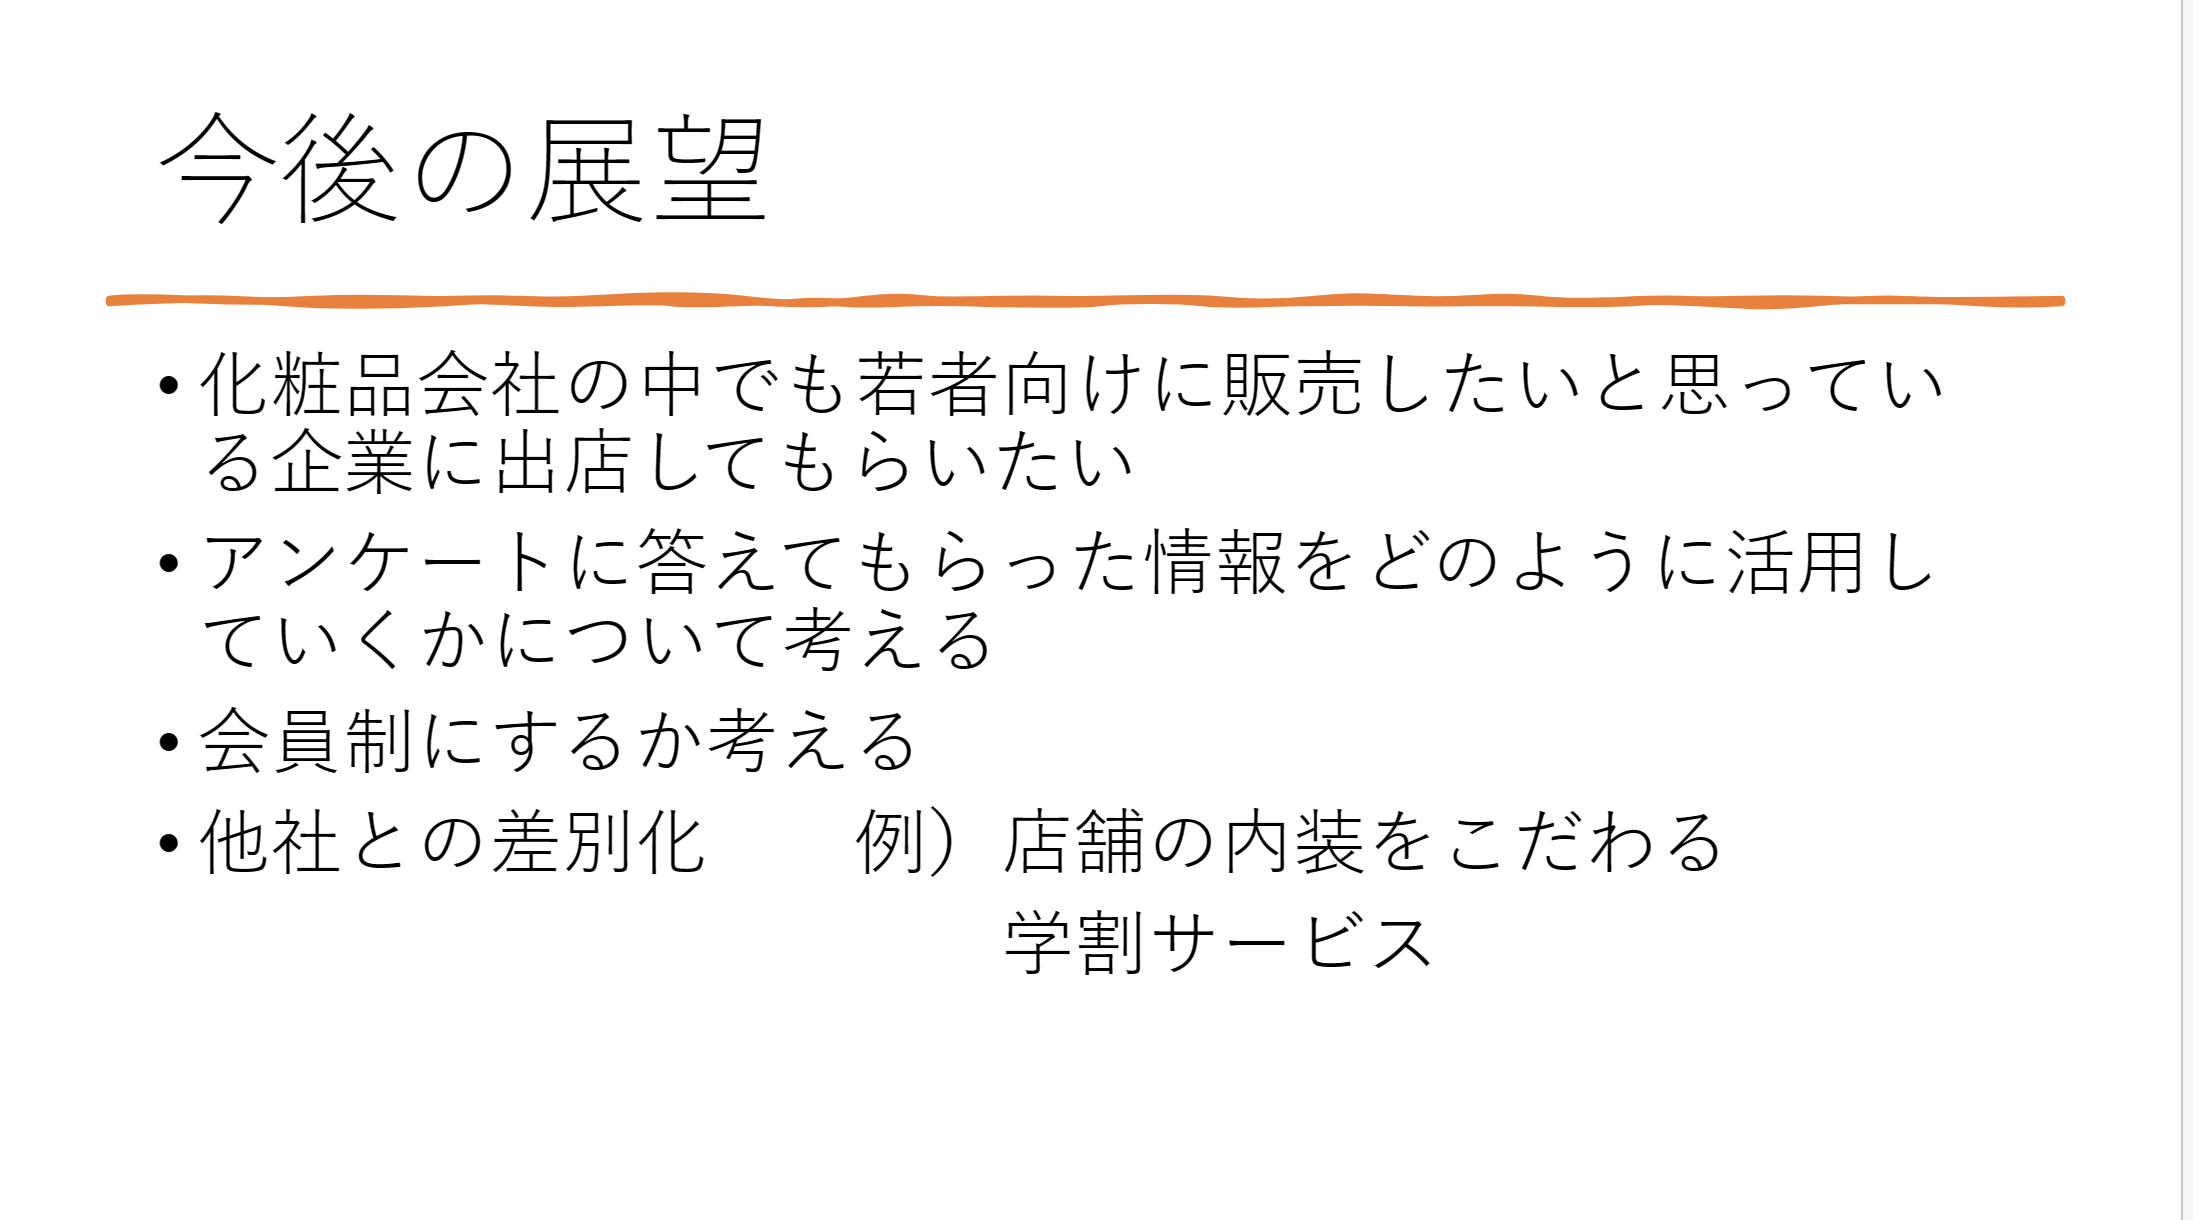 今後の展望
• 化粧品会社の中でも若者向けに販売したいと思ってい
る企業に出店してもらいたい
• アンケートに答えてもらった情報をどのように活用し
ていくかについて考える
• 会員制にするか考える
• 他社との差別化　　例）店舗の内装をこだわる
学割サービス